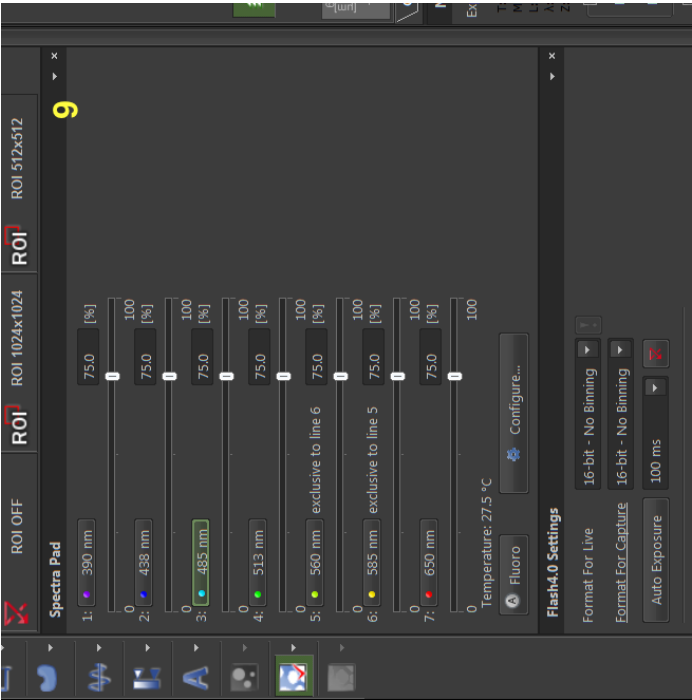 ROI OFF
ROI
ROI 1024x1024
ROI
ROI 512x512
Spectra Pad
9
1:
390 nm
75.0
[%]
0
100
2:
438 nm
75.0
[%]
0
100
3:
485 nm
75.0
[%]
0
100
4:
513 nm
75.0
[%]
0
100
5:
560 nm
exclusive to line 6
75.0
[%]
0
100
6:
585 nm
exclusive to line 5
75.0
[%]
0
100
7:
650 nm
75.0
[%]
0
100
Temperature: 27.5 °C
A Fluoro
Configure...
Flash4.0 Settings
Format For Live
16-bit - No Binning
Format For Capture
16-bit - No Binning
Auto Exposure
100 ms